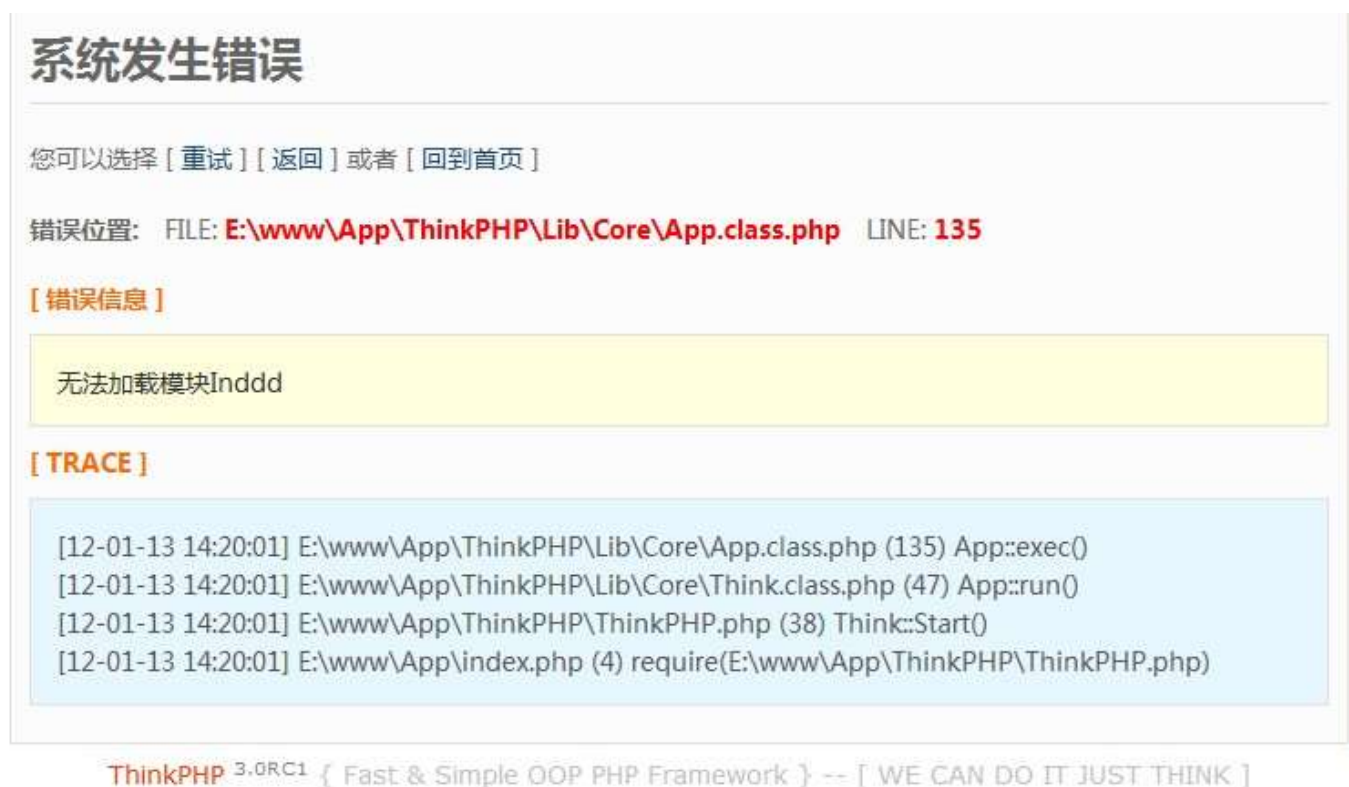 系统发生错误
您可以选择 [ 重试 ] [ 返回 ] 或者 [ 回到首页 ]
错误位置: FILE: E:\www\App\ThinkPHP\Lib\Core\App.class.php LINE: 135
[ 错误信息 ]
无法加载模块Inddd
[ TRACE ]
[12-01-13 14:20:01] E:\www\App\ThinkPHP\Lib\Core\App.class.php (135) App::exec()
[12-01-13 14:20:01] E:\www\App\ThinkPHP\Lib\Core\Think.class.php (47) App::run()
[12-01-13 14:20:01] E:\www\App\ThinkPHP\ThinkPHP.php (38) Think::Start()
[12-01-13 14:20:01] E:\www\App\index.php (4) require(E:\www\App\ThinkPHP\ThinkPHP.php)
ThinkPHP 3.0RC1 { Fast & Simple OOP PHP Framework } -- [ WE CAN DO IT JUST THINK ]